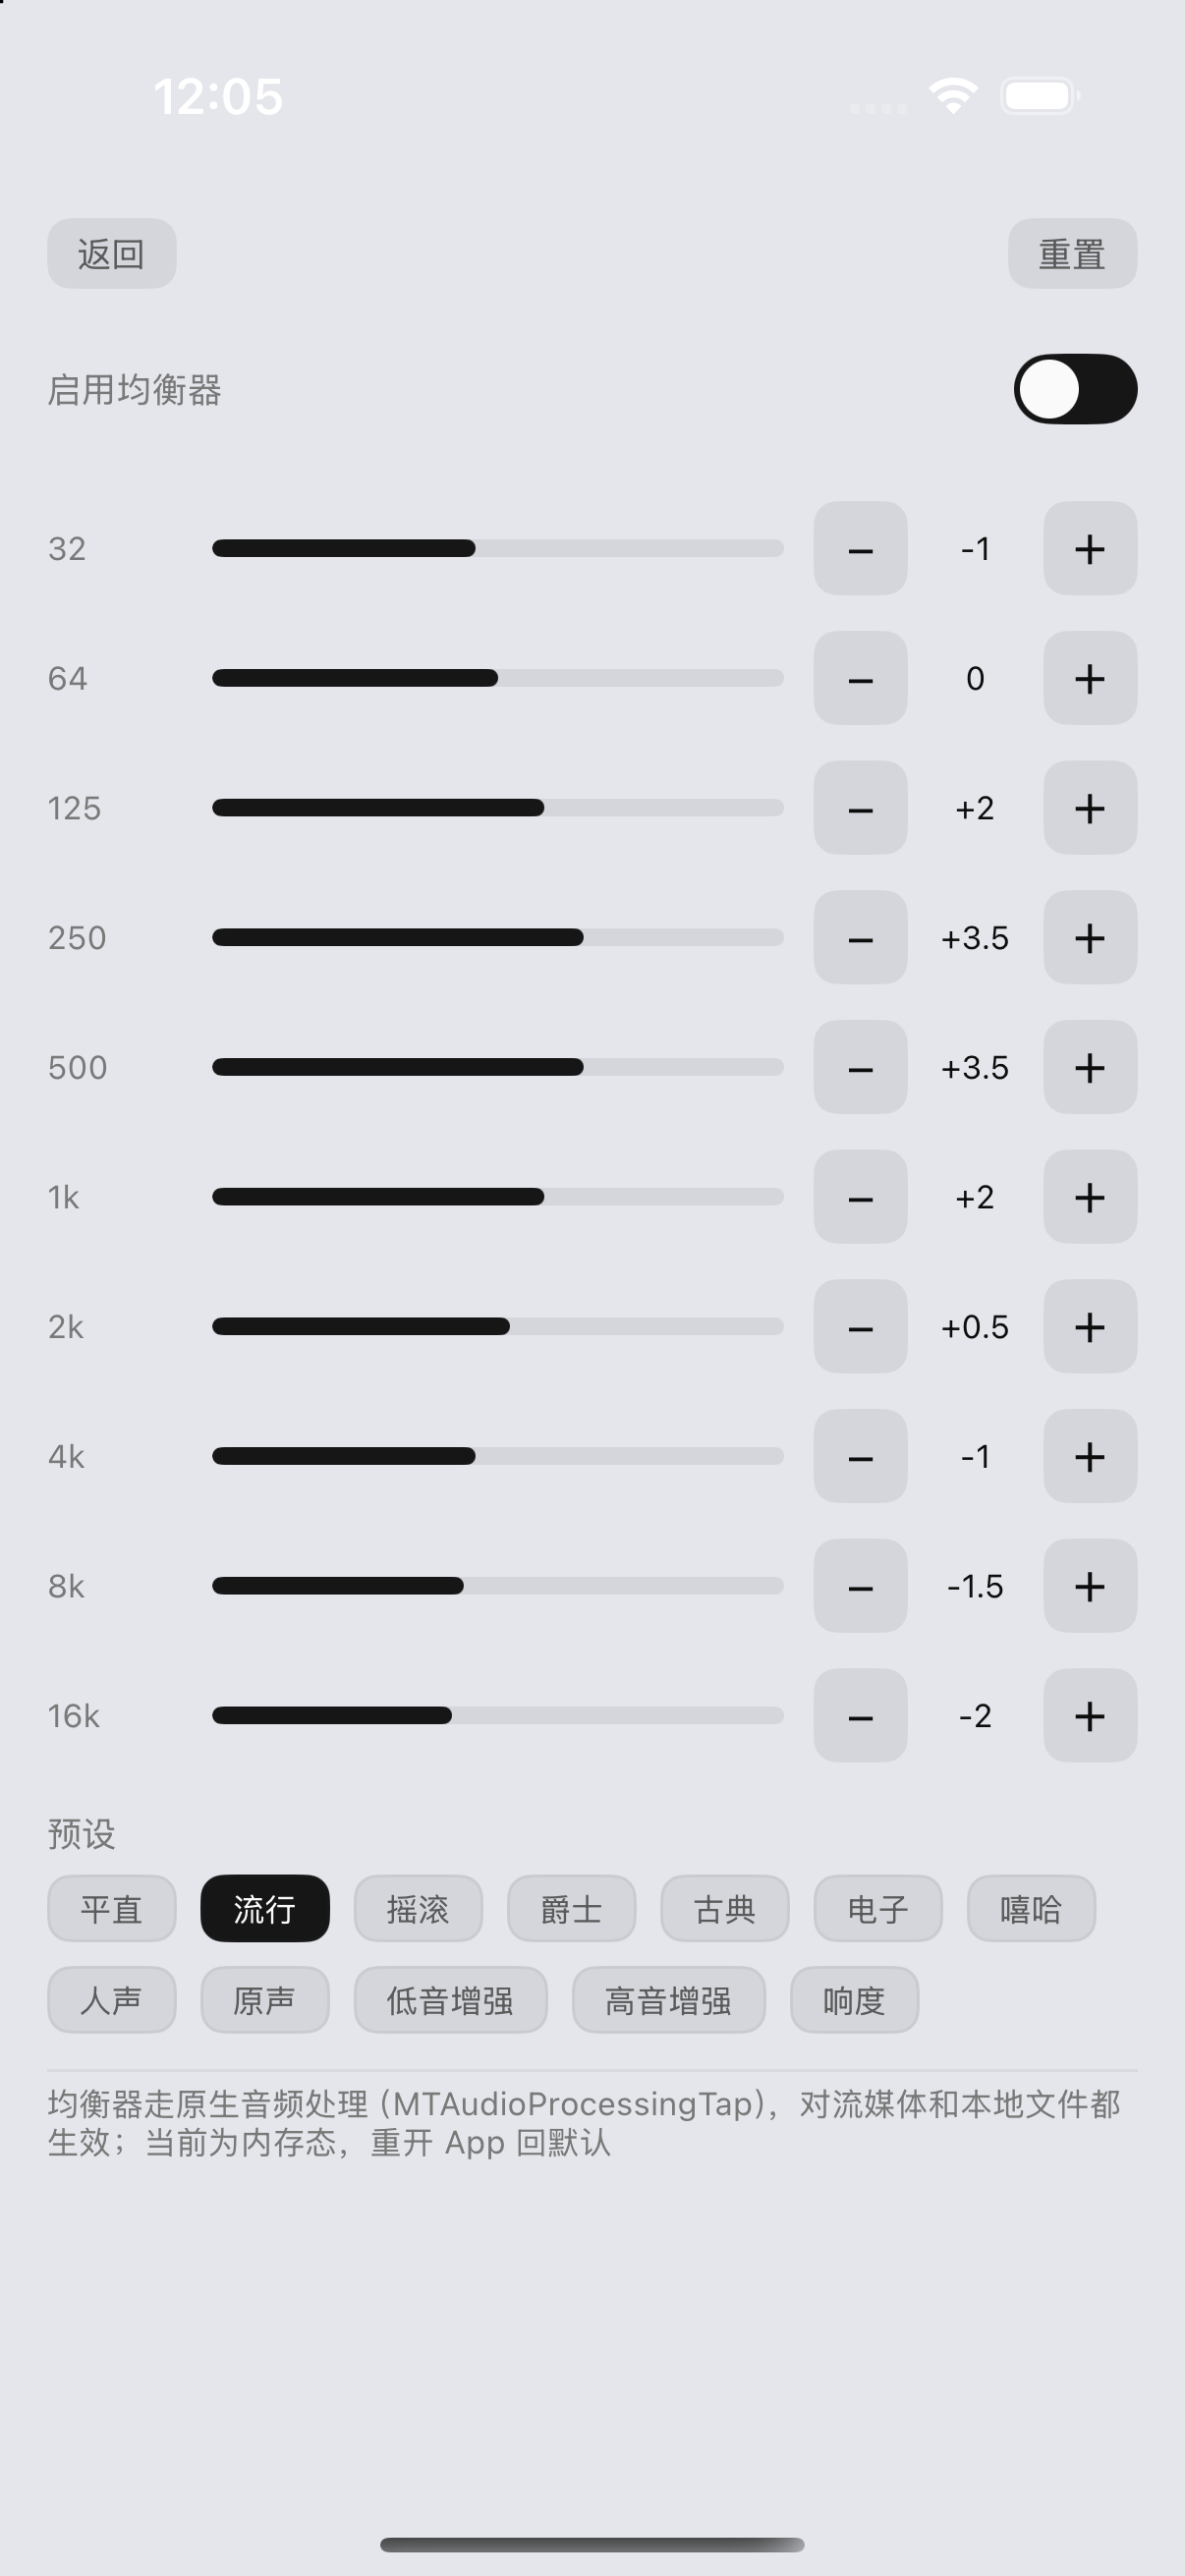 12:05
返回 重置
启用均衡器
32 – -1 +
64 – 0 +
125 – +2 +
250 – +3.5 +
500 – +3.5 +
1k – +2 +
2k – +0.5 +
4k – -1 +
8k – -1.5 +
16k – -2 +
预设
平直 流行 摇滚 爵士 古典 电子 嘻哈
人声 原声 低音增强 高音增强 响度
均衡器走原生音频处理（MTAudioProcessingTap），对流媒体和本地文件都
生效；当前为内存态，重开 App 回默认